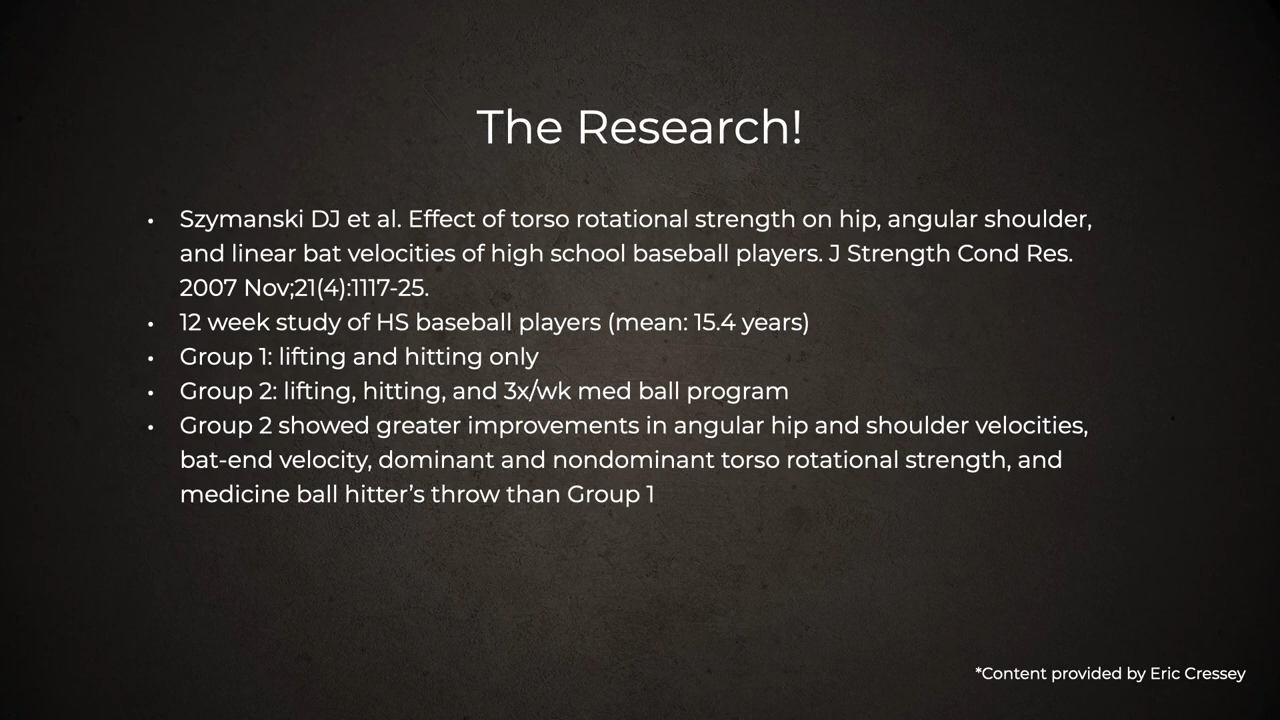 The Research!
• Szymanski DJ et al. Effect of torso rotational strength on hip, angular shoulder,
and linear bat velocities of high school baseball players. J Strength Cond Res.
2007 Nov;21(4):1117-25.
• 12 week study of HS baseball players (mean: 15.4 years)
• Group 1: lifting and hitting only
• Group 2: lifting, hitting, and 3x/wk med ball program
• Group 2 showed greater improvements in angular hip and shoulder velocities,
bat-end velocity, dominant and nondominant torso rotational strength, and
medicine ball hitter’s throw than Group 1
*Content provided by Eric Cressey